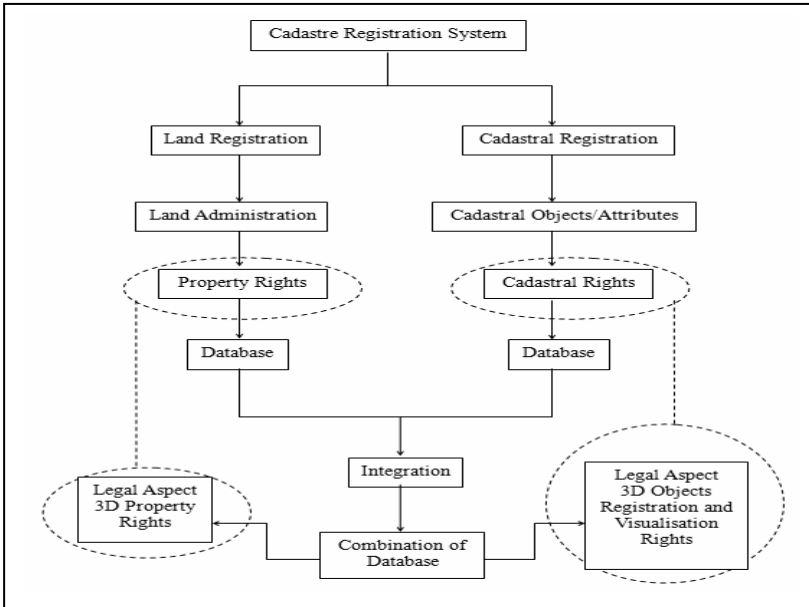 Cadastre Registration System
Land Registration
Cadastral Registration
Land Administration
Cadastral Objects/Attributes
Property Rights
Cadastral Rights
Database
Database
Integration
Legal Aspect
3D Property
Rights
Combination of
Database
Legal Aspect
3D Objects
Registration and
Visualisation
Rights